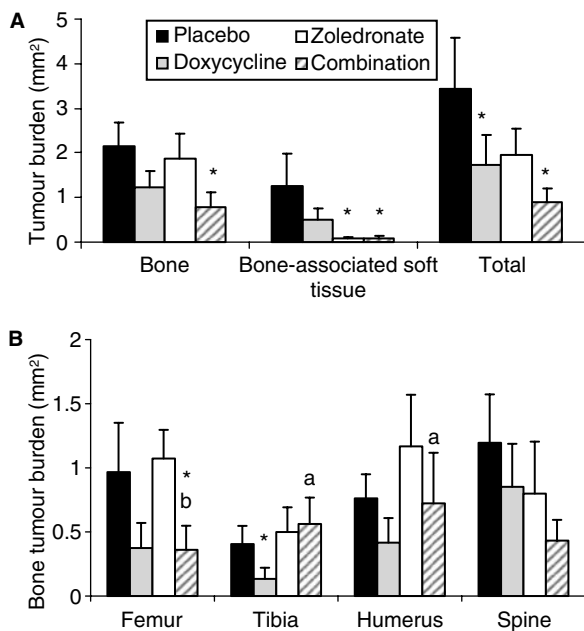 A
Tumour burden (mm²)
5
4
3
2
1
0
Placebo
Zoledronate
Doxycycline
Combination
*
* *
*
*
Bone
Bone-associated soft
tissue
Total
B
Bone tumour burden (mm²)
2
1.5
1
0.5
0
*
b
*
a
a
Femur
Tibia
Humerus
Spine